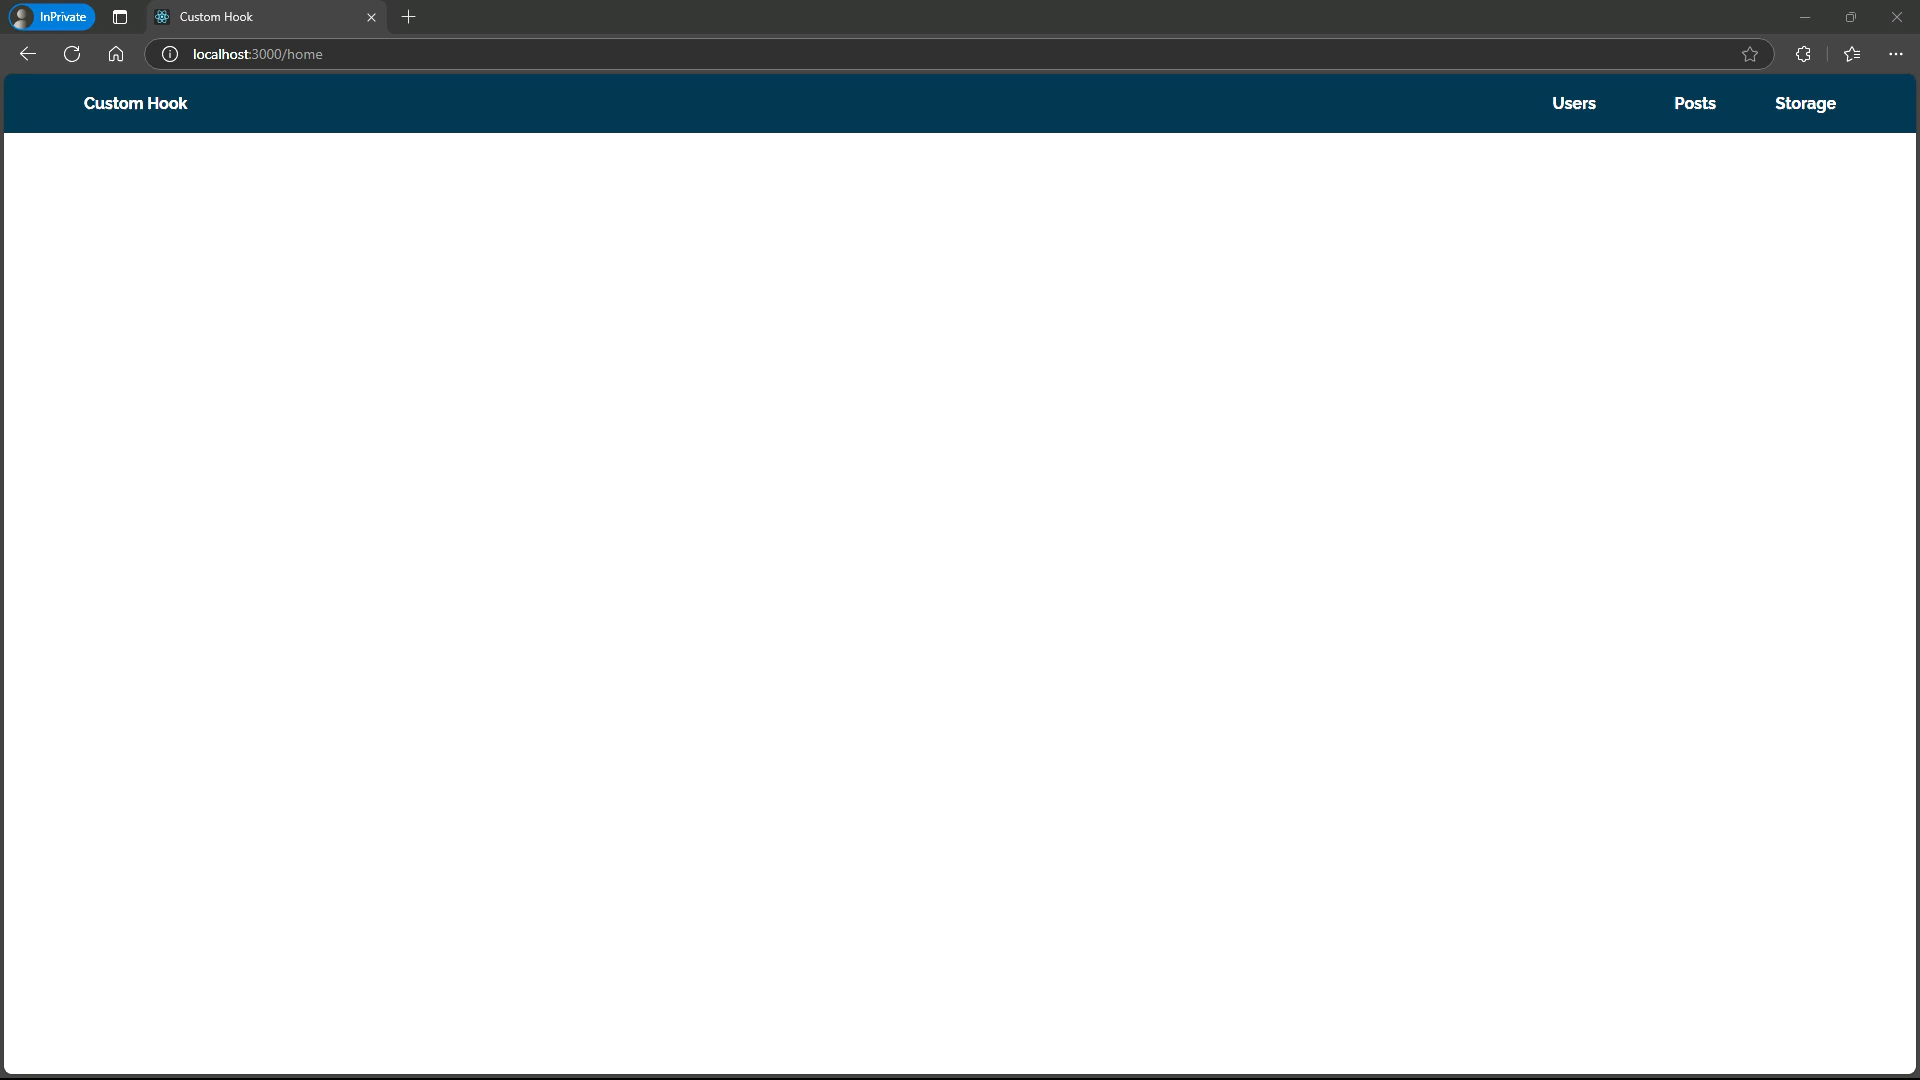 InPrivate
Custom Hook
localhost:3000/home
Custom Hook
Users
Posts
Storage